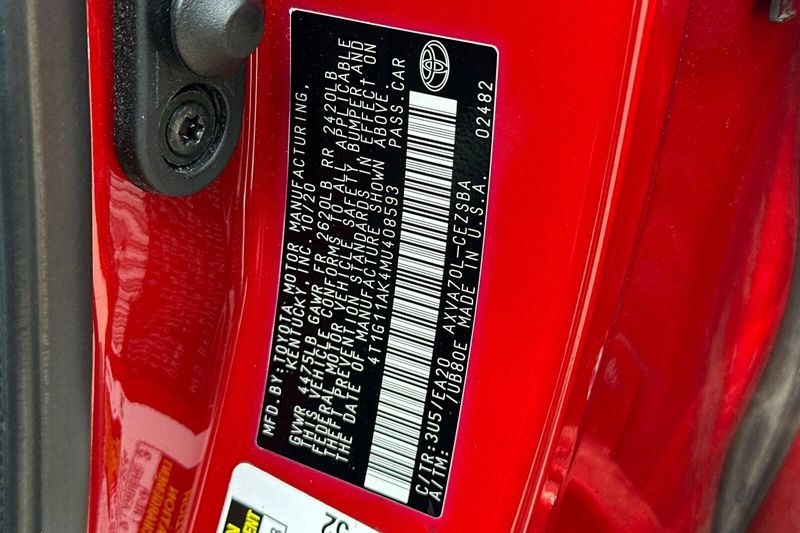 MFD.BY:TOYOTA MOTOR MANUFACTURING,
KENTUCKY, INC. 10/20
GVWR 4475LB GAWR FR 2620LB RR 2420LB
THIS VEHICLE CONFORMS TO ALL APPLICABLE
FEDERAL MOTOR VEHICLE SAFETY BUMPER,AND
THEFT PREVENTION STANDARDS IN EFFECT ON
THE DATE OF MANUFACTURE SHOWN ABOVE.
4T1G11AK4MU408593 PASS.CAR
02482
C/TR:3U5/EA20 AXVA70L-CEZSBA
A/TM: /UB80E MADE IN U.S.A.